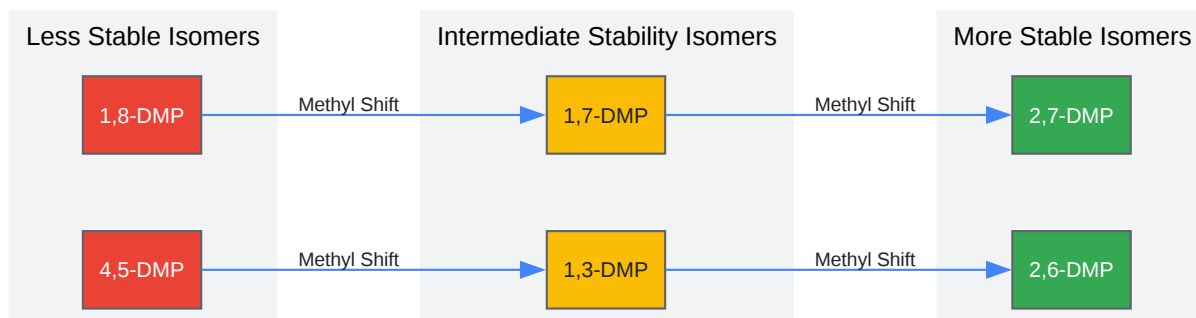 Less Stable Isomers
Intermediate Stability Isomers
More Stable Isomers
1,8-DMP
Methyl Shift
1,7-DMP
Methyl Shift
2,7-DMP
4,5-DMP
Methyl Shift
1,3-DMP
Methyl Shift
2,6-DMP